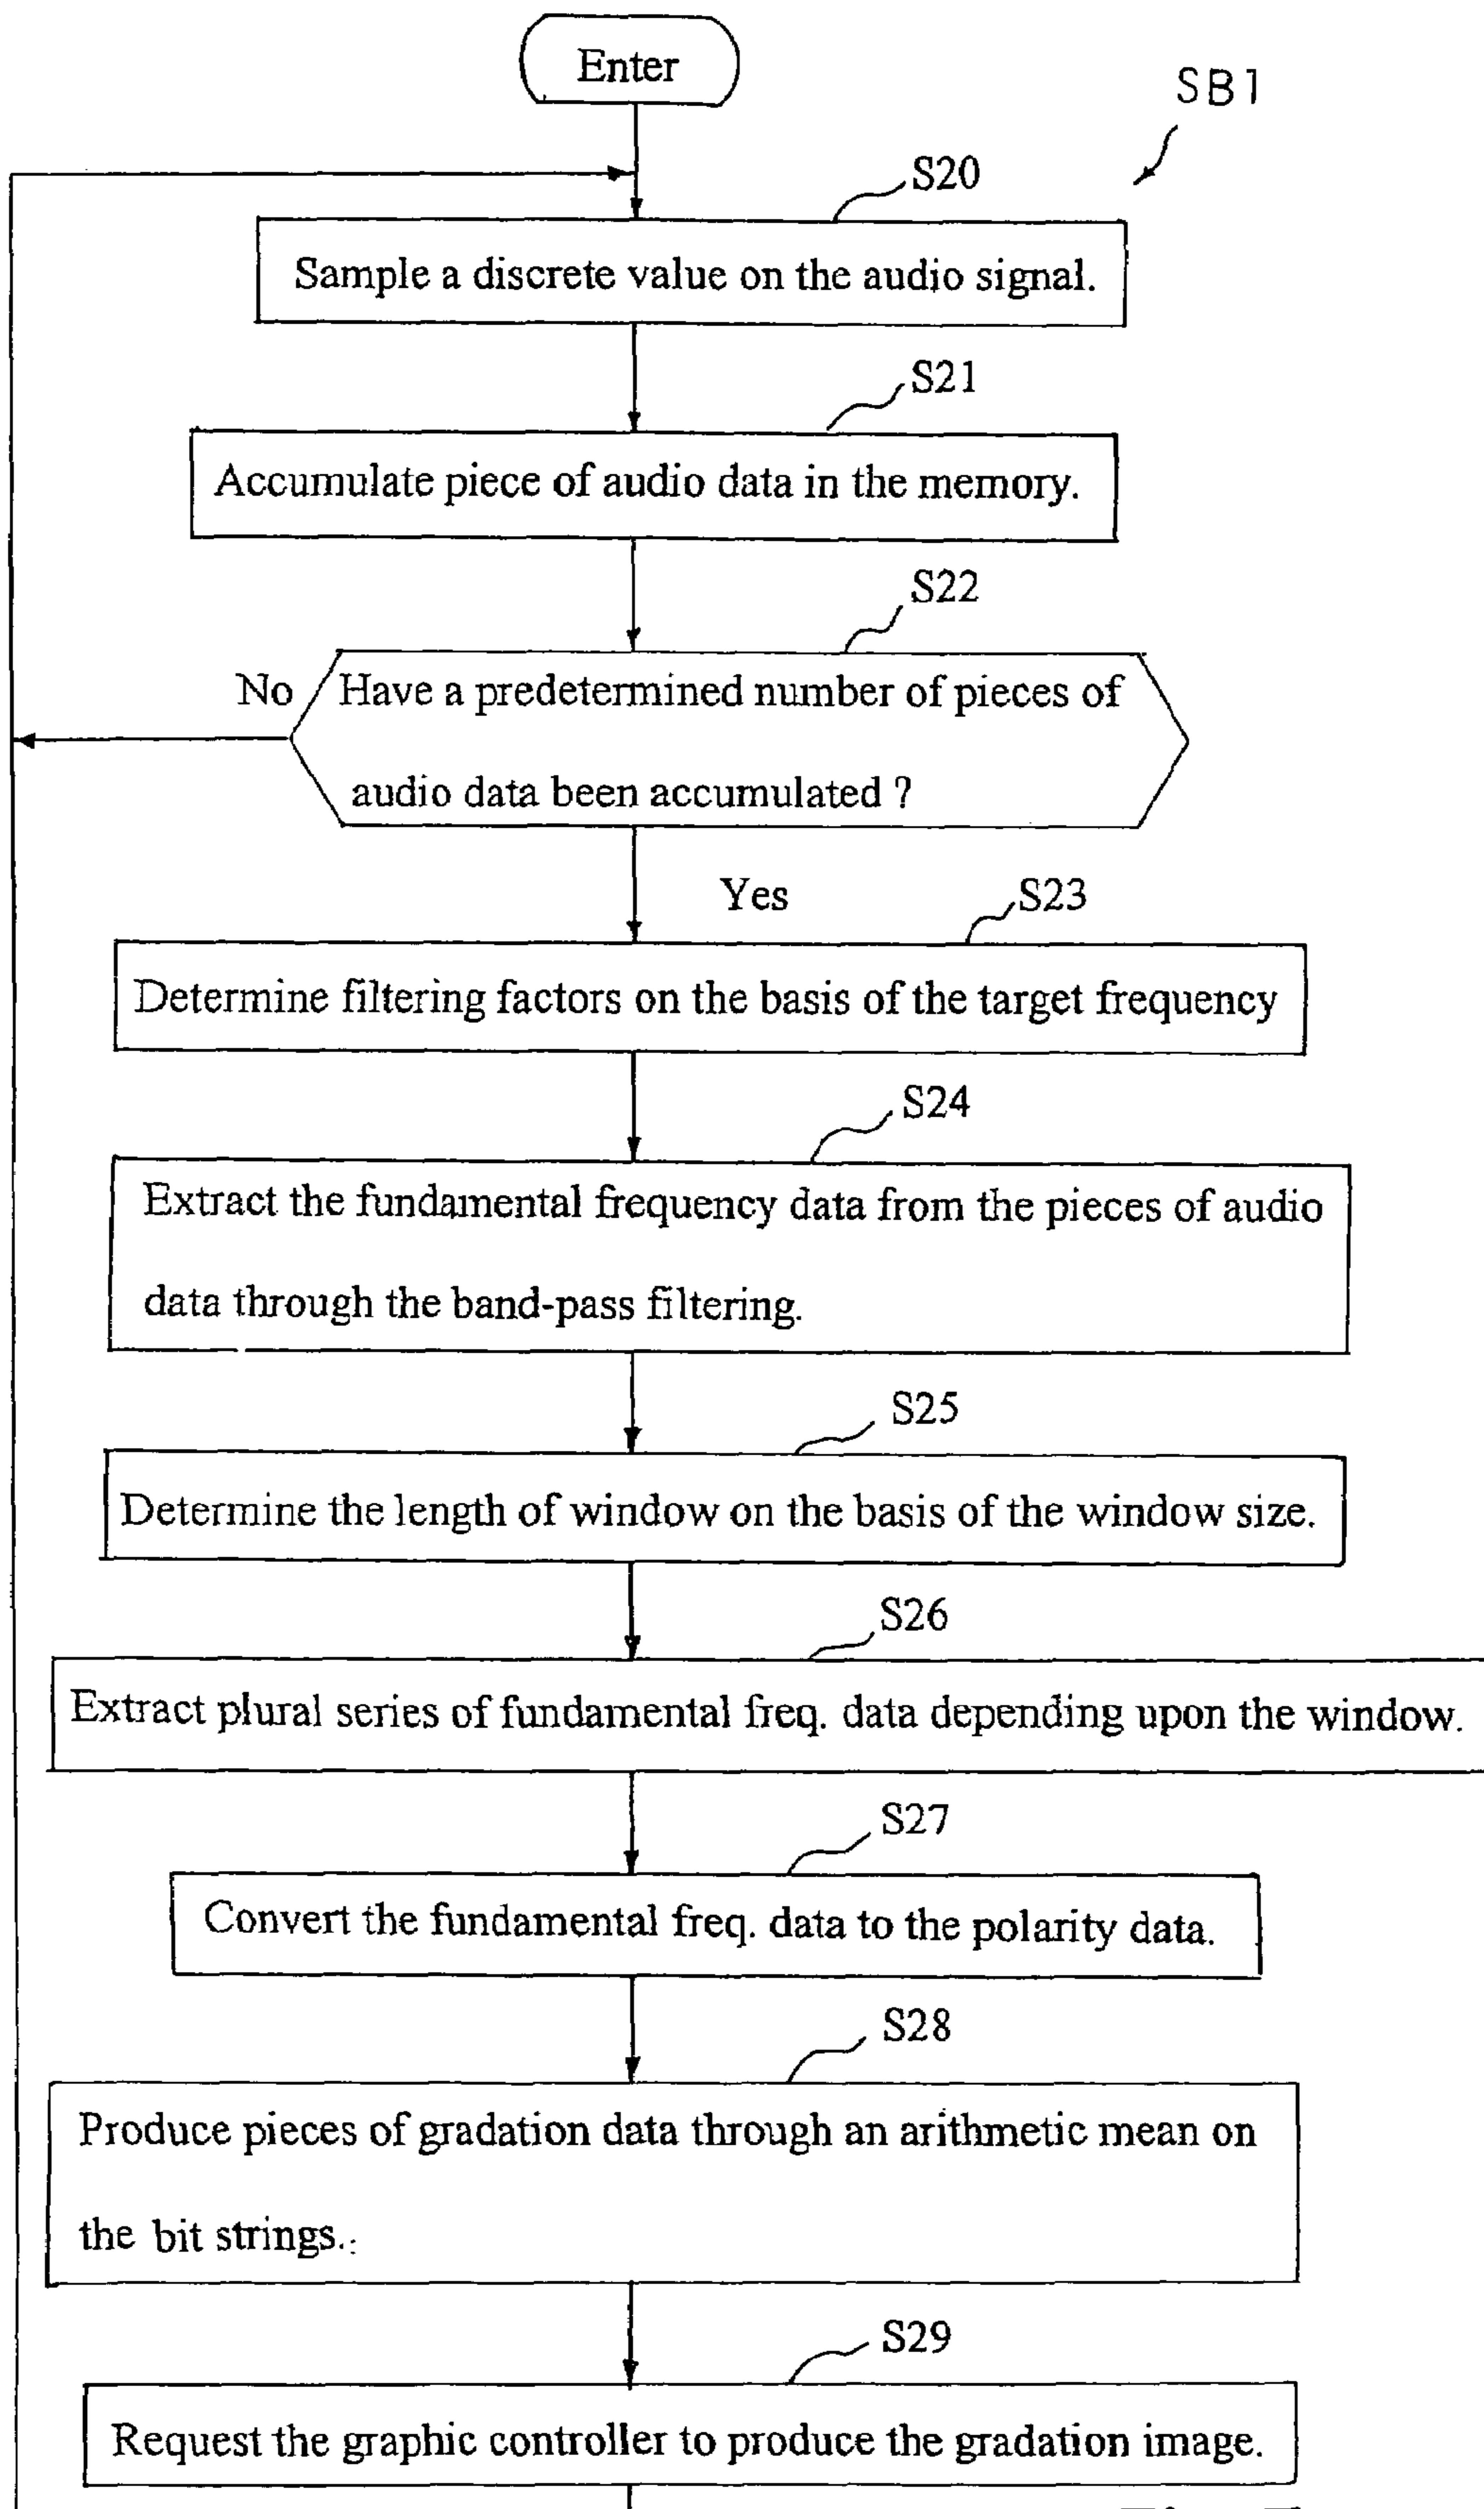 Enter
SB1
S20
Sample a discrete value on the audio signal.
S21
Accumulate piece of audio data in the memory.
S22
No
Have a predetermined number of pieces of
audio data been accumulated ?
Yes
S23
Determine filtering factors on the basis of the target frequency
S24
Extract the fundamental frequency data from the pieces of audio
data through the band-pass filtering.
S25
Determine the length of window on the basis of the window size.
S26
Extract plural series of fundamental freq. data depending upon the window.
S27
Convert the fundamental freq. data to the polarity data.
S28
Produce pieces of gradation data through an arithmetic mean on
the bit strings.
S29
Request the graphic controller to produce the gradation image.